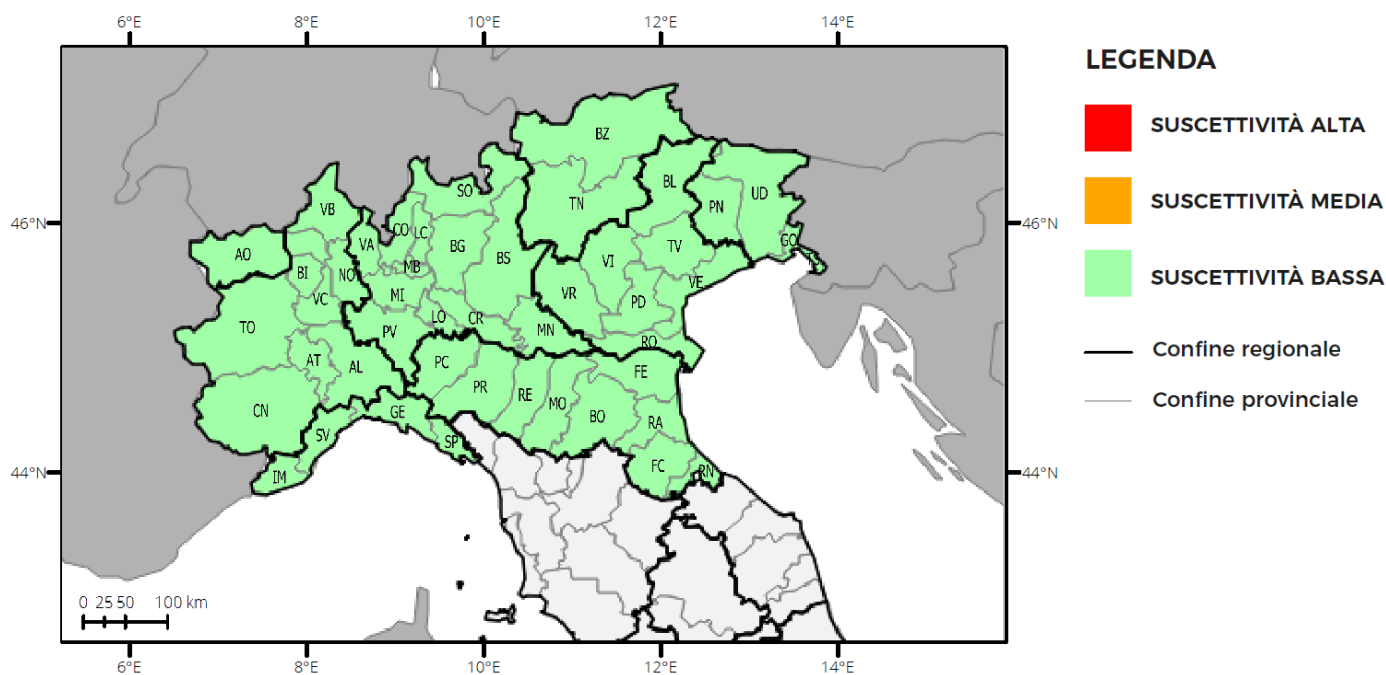 6°E 8°E 10°E 12°E 14°E
LEGENDA
SUSCETTIVITÀ ALTA
SUSCETTIVITÀ MEDIA
SUSCETTIVITÀ BASSA
Confine regionale
Confine provinciale
BZ
SO
BL
UD
VB
TN
PN
46°N
46°N
CO
LC
VA
BG
TV
GO
AO
BS
VI
BI
NO
MB
VE
VC
MI
VR
PD
TO
LO
CR
PV
MN
RO
AT
AL
PC
FE
PR
RE
MO
CN
GE
BO
RA
SV
SP
FC
RN
44°N
44°N
IM
0 25 50 100 km
6°E 8°E 10°E 12°E 14°E